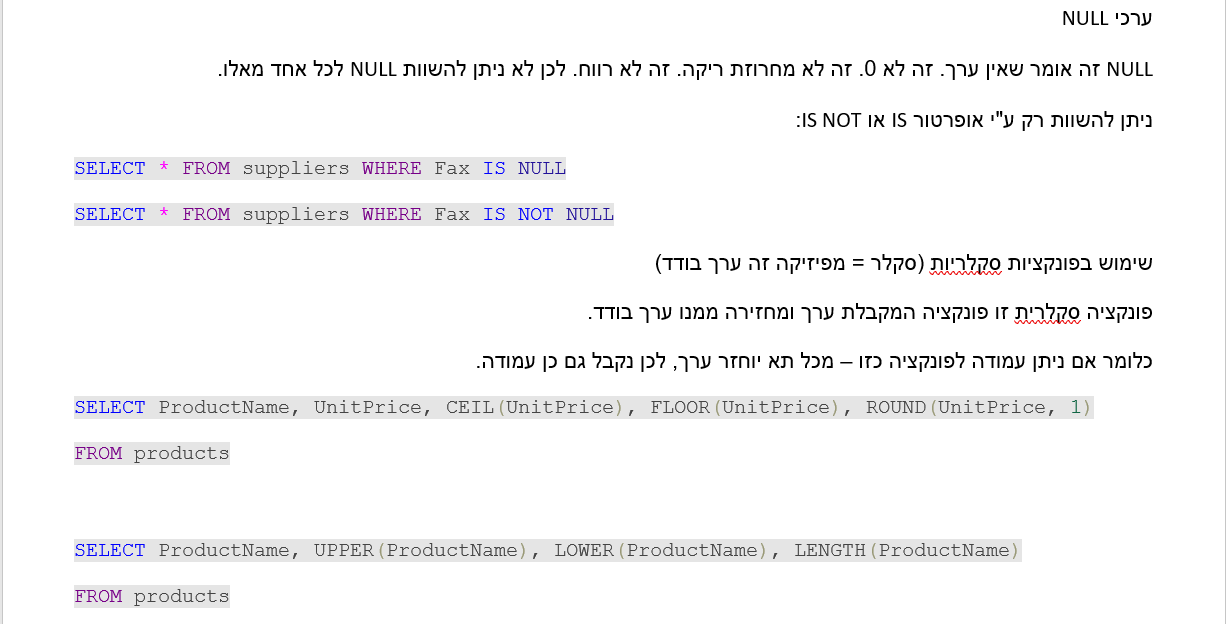 ערכי NULL
NULL זה אומר שאין ערך. זה לא 0. זה לא מחרוזת ריקה. זה לא רווח. לכן לא ניתן להשוות NULL לכל אחד מאלו.
ניתן להשוות רק ע"י אופרטור IS או IS NOT:
SELECT * FROM suppliers WHERE Fax IS NULL
SELECT * FROM suppliers WHERE Fax IS NOT NULL
שימוש בפונקציות סקלריות (סקלר = מפיזיקה זה ערך בודד)
פונקציה סקלרית זו פונקציה המקבלת ערך ומחזירה ממנו ערך בודד.
כלומר אם ניתן עמודה לפונקציה כזו – מכל תא יוחזר ערך, לכן נקבל גם כן עמודה.
SELECT ProductName, UnitPrice, CEIL(UnitPrice), FLOOR(UnitPrice), ROUND(UnitPrice, 1)
FROM products
SELECT ProductName, UPPER(ProductName), LOWER(ProductName), LENGTH(ProductName)
FROM products